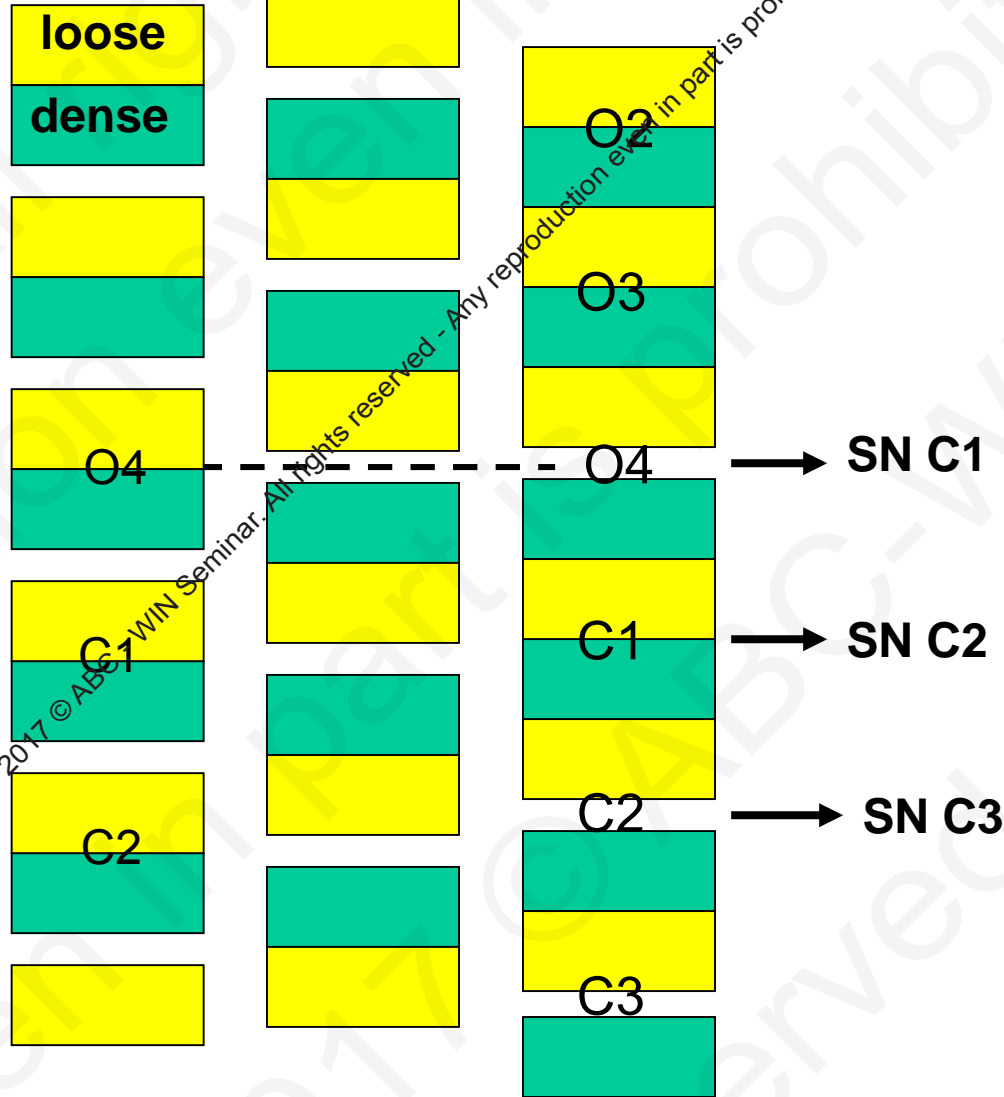 loose
dense
O2
O3
O4
O4
SN C1
C1
C1
SN C2
C2
C2
SN C3
C3
2017 © ABC - WIN Seminar. All rights reserved - Any reproduction even in part is